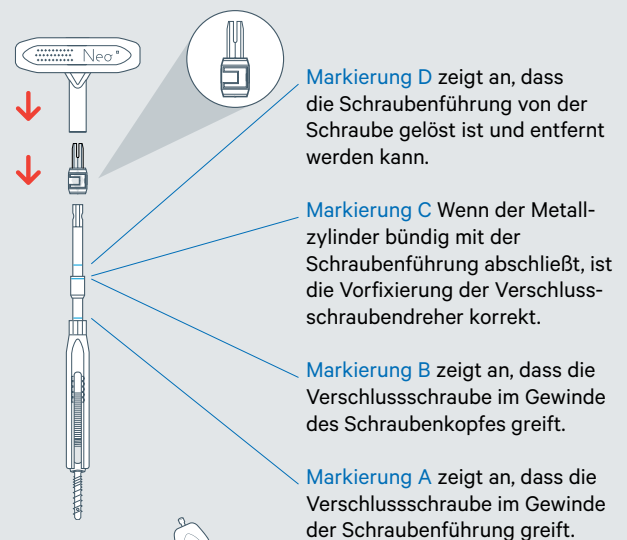 Neo
Markierung D zeigt an, dass
die Schraubenführung von der
Schraube gelöst ist und entfernt
werden kann.
Markierung C Wenn der Metall-
zylinder bündig mit der
Schraubenführung abschließt, ist
die Vorfixierung der Verschluss-
schraubendreher korrekt.
Markierung B zeigt an, dass die
Verschlussschraube im Gewinde
des Schraubenkopfes greift.
Markierung A zeigt an, dass die
Verschlussschraube im Gewinde
der Schraubenführung greift.